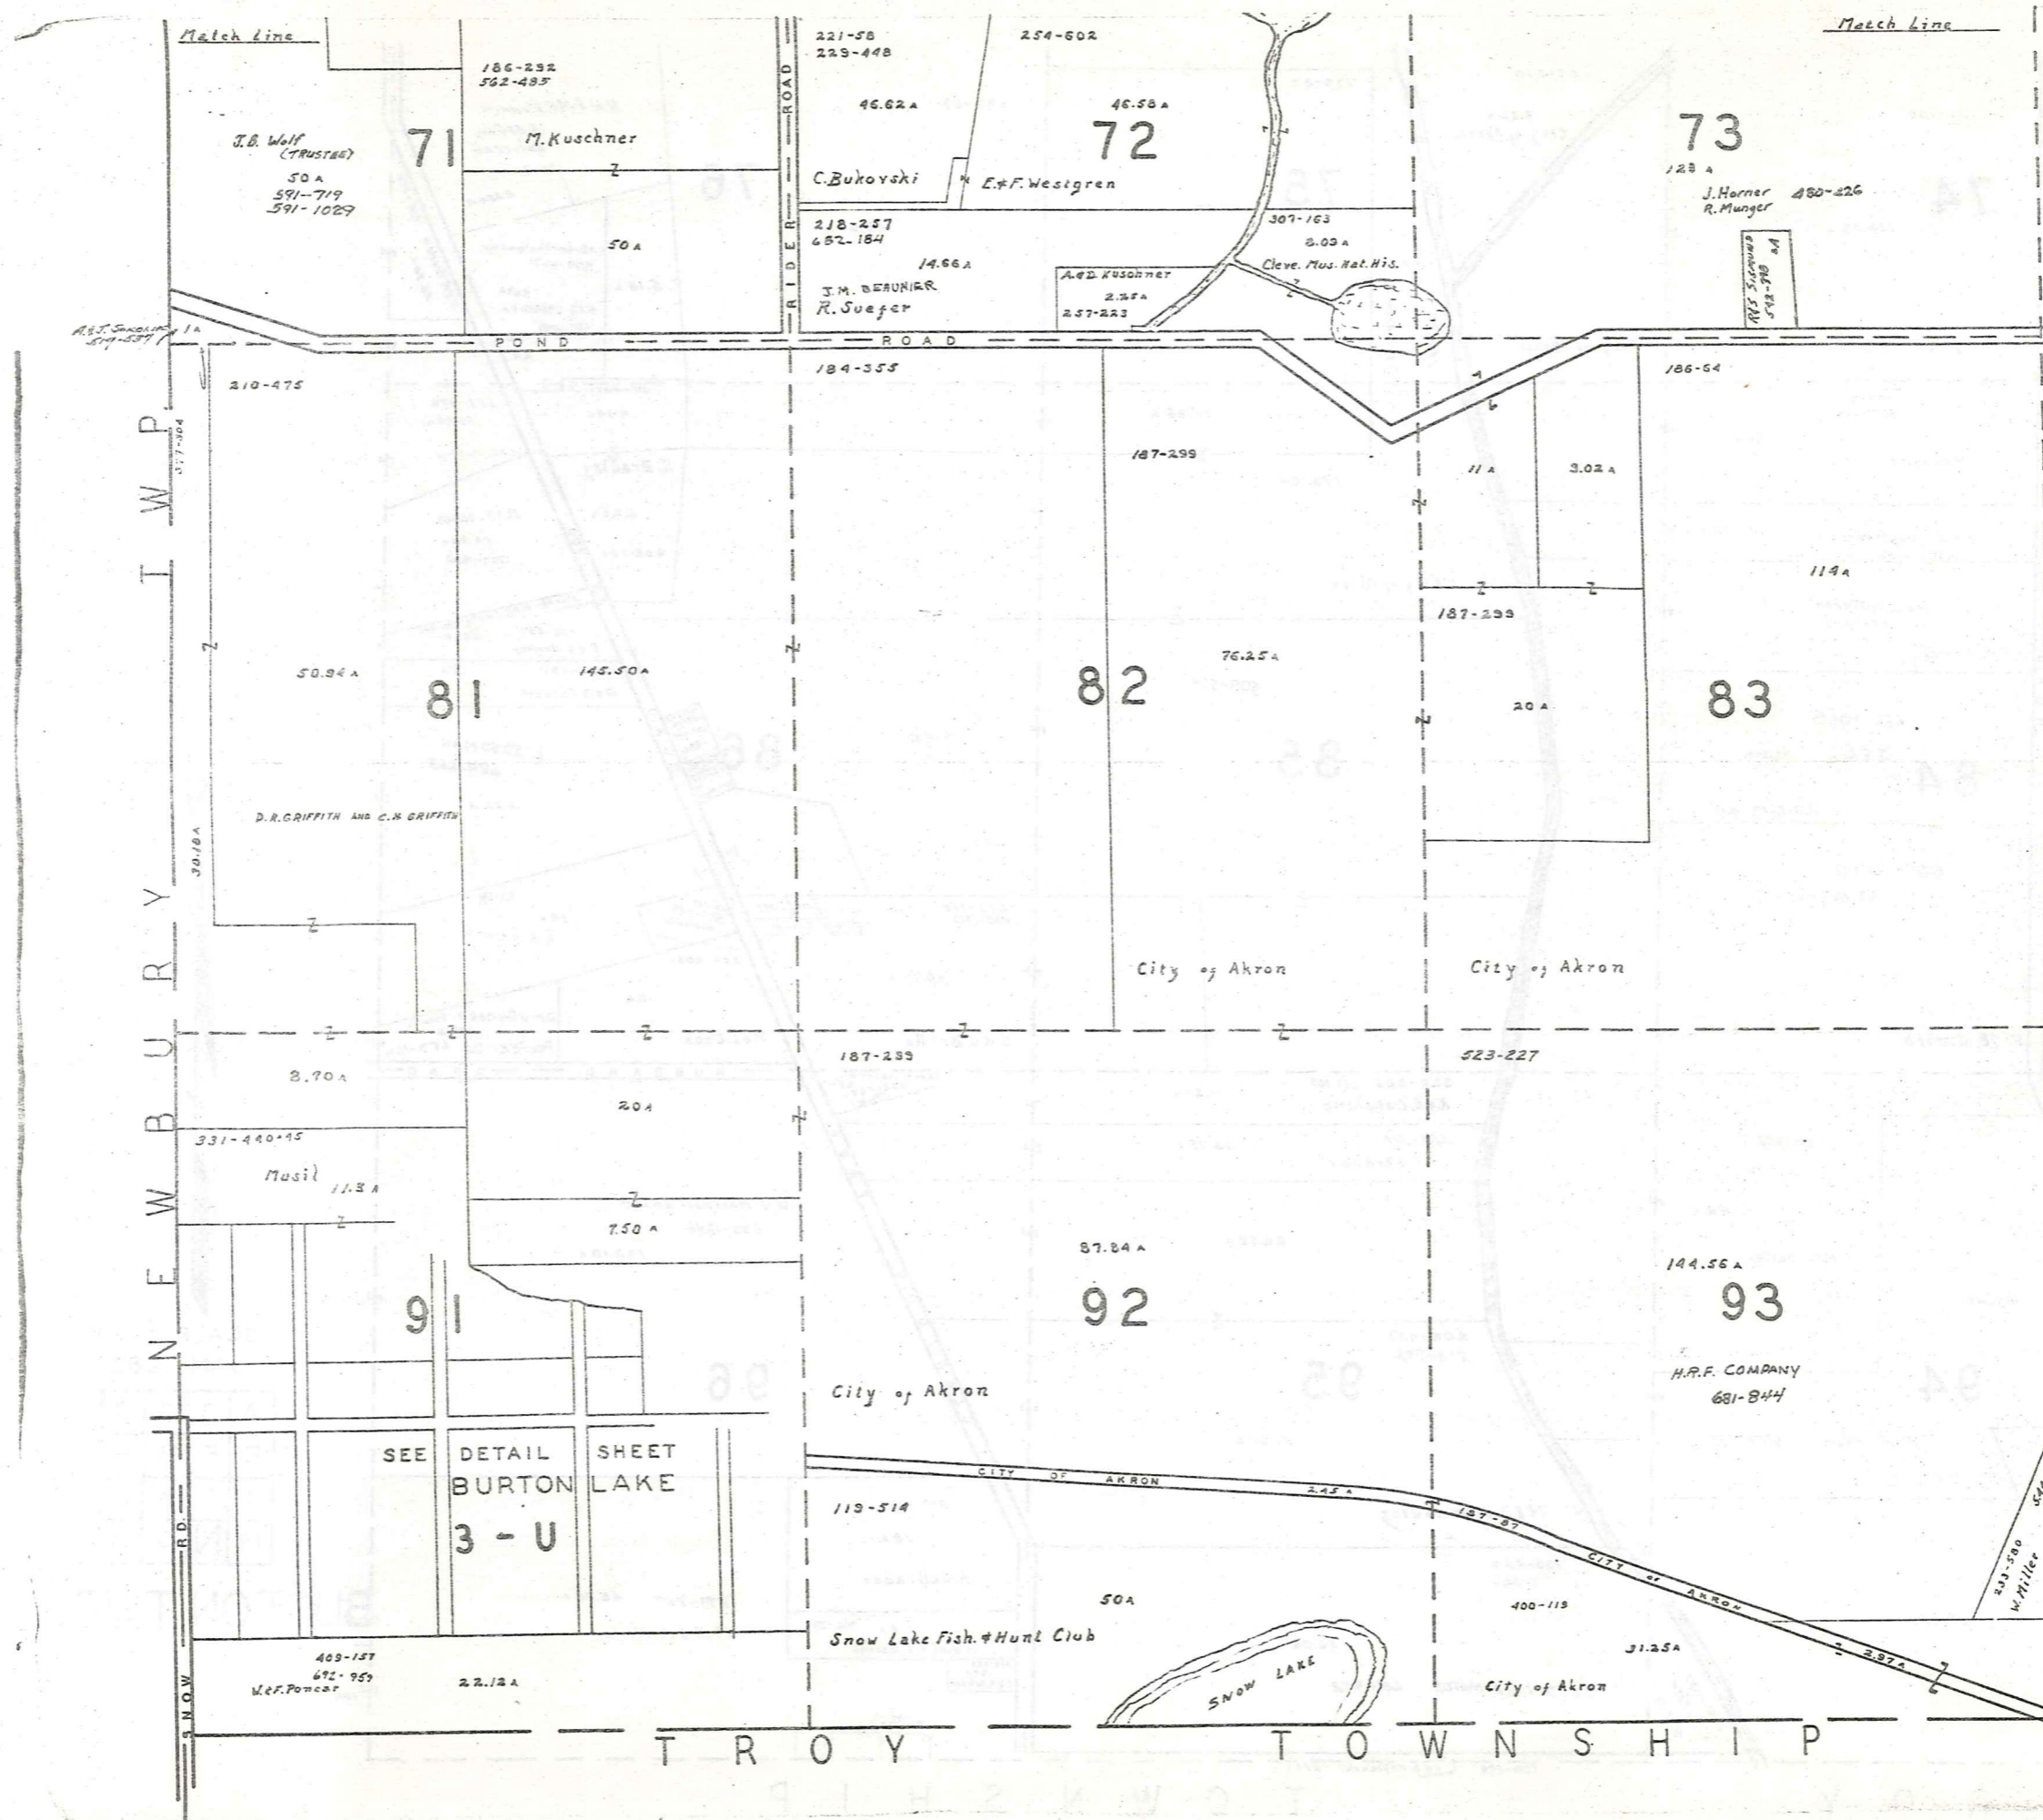 Match Line
Match Line
186-292
562-495
M. Kuschner
50 A
71
J.B. Wolf
(TRUSTEE)
50 A
591-719
591-1029
RIDER ROAD
221-58
229-448
46.62 A
C. Bukovski
254-602
46.58 A
72
E. & F. Westgren
218-257
682-184
14.66 A
J.M. BEAUNIER
R. Suefer
A. & D. Kuschner
2.25 A
257-223
307-163
8.09 A
Cleve. Mus. Nat. His.
73
128 A
J. Horner 480-226
R. Munger
1 A
POND ROAD
210-475
377-304
50.94 A
30.10 A
81
145.50 A
D.R. GRIFFITH AND C.H. GRIFFITH
184-355
82
187-299
76.25 A
City of Akron
11 A
3.02 A
187-299
20 A
186-64
114 A
83
City of Akron
NEWBURY TWP.
8.70 A
20 A
331-440+45
Musil 11.3 A
7.50 A
91
SEE DETAIL SHEET
BURTON LAKE
3 - U
187-299
87.84 A
92
City of Akron
523-227
144.56 A
93
H.R.F. COMPANY
681-844
CITY OF AKRON 2.45 A 187-87 CITY of AKRON 2.97 A
113-514
50 A
Snow Lake Fish. & Hunt Club
SNOW LAKE
400-119
31.25 A
City of Akron
233-580
W. Miller
SNOW RD.
409-157
692-959
W. & F. Poncar
22.12 A
TROY TOWNSHIP